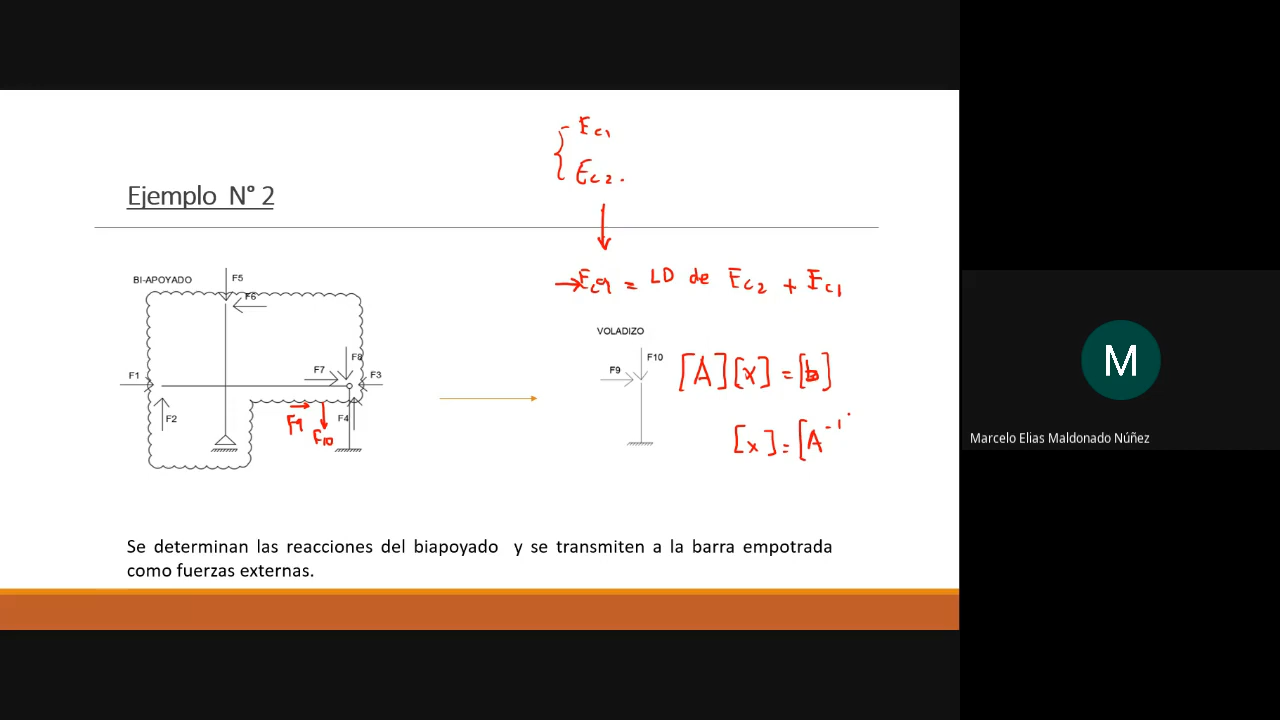 Ec1
Ec2.
Ejemplo N° 2
→Ec9 = LD de Ec2 + Ec1
BI-APOYADO
F5
F6
VOLADIZO
F8
F10
F7
F9
F1
F3
[A][x] = [b]
F2
F4
F9
F10
[x] = [A-1
M
Marcelo Elias Maldonado Núñez
Se determinan las reacciones del biapoyado y se transmiten a la barra empotrada
como fuerzas externas.